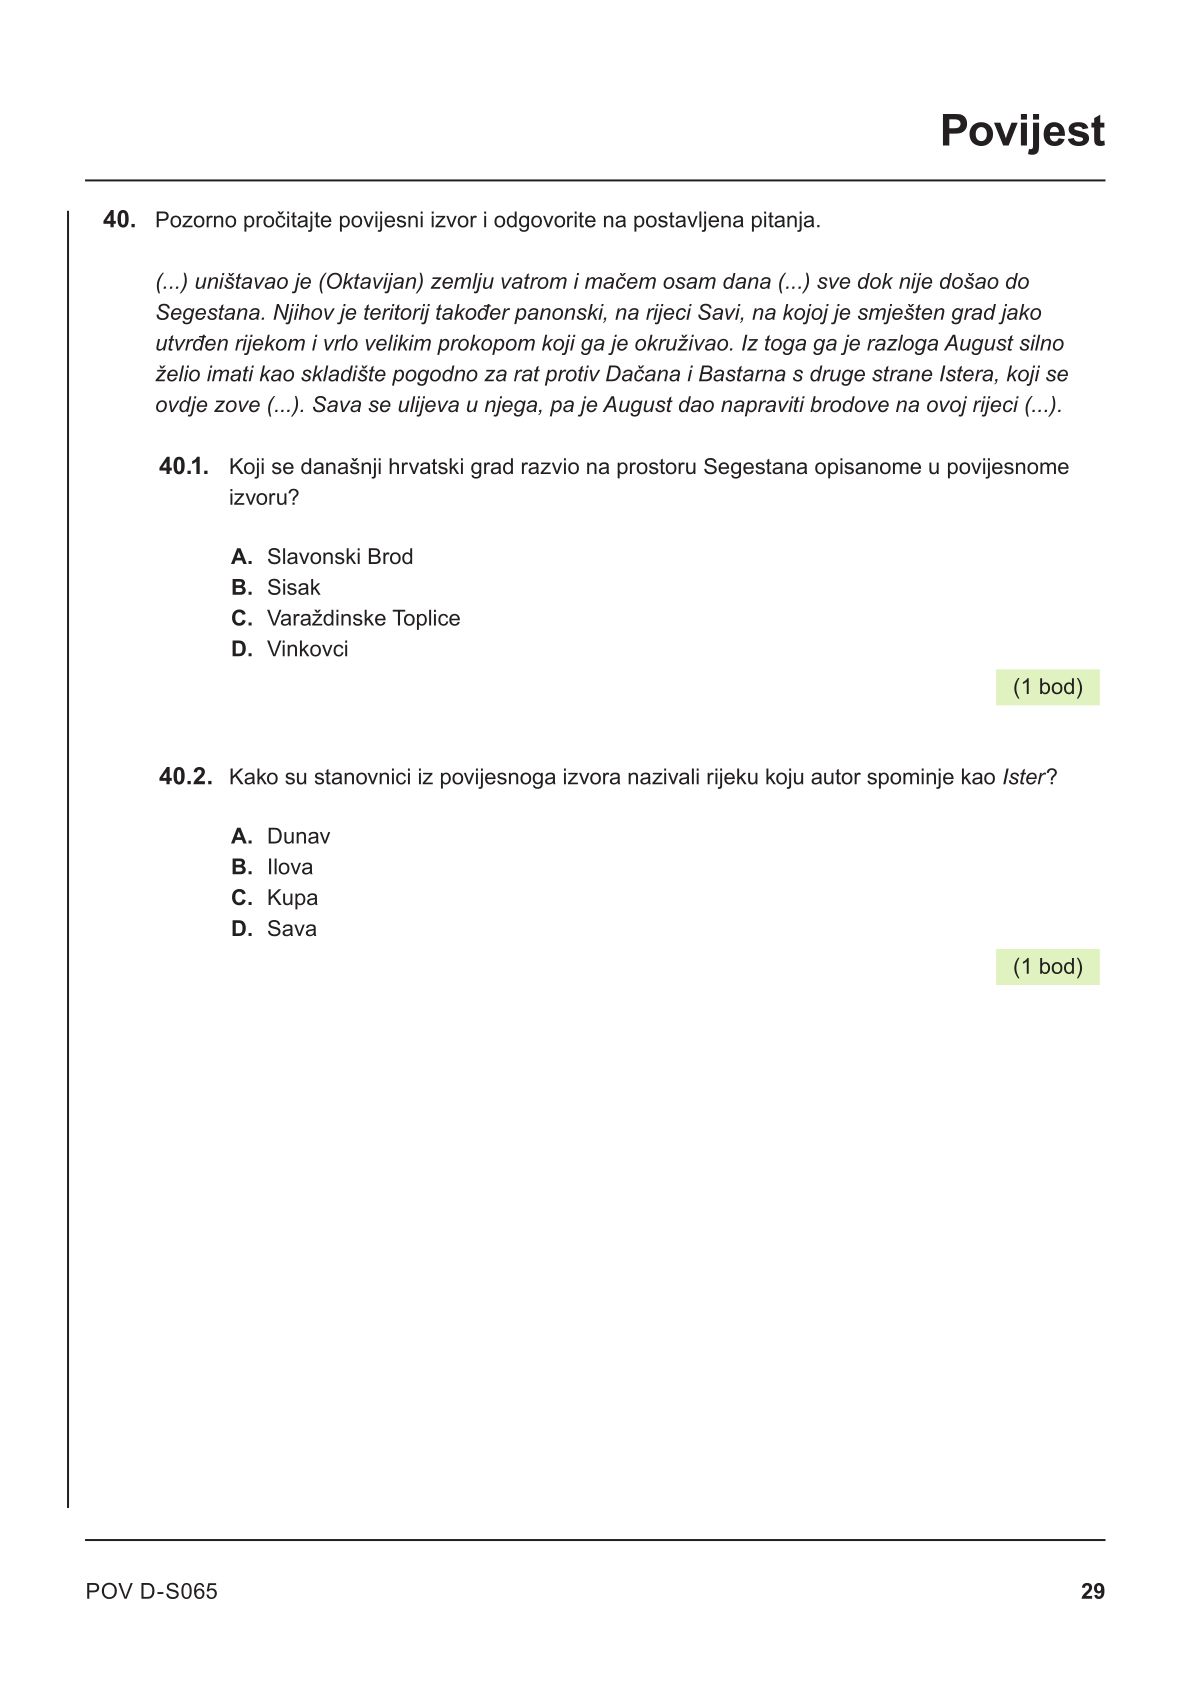 Povijest
40. Pozorno pročitajte povijesni izvor i odgovorite na postavljena pitanja.
(...) uništavao je (Oktavijan) zemlju vatrom i mačem osam dana (...) sve dok nije došao do
Segestana. Njihov je teritorij također panonski, na rijeci Savi, na kojoj je smješten grad jako
utvrđen rijekom i vrlo velikim prokopom koji ga je okruživao. Iz toga ga je razloga August silno
želio imati kao skladište pogodno za rat protiv Dačana i Bastarna s druge strane Istera, koji se
ovdje zove (...). Sava se ulijeva u njega, pa je August dao napraviti brodove na ovoj rijeci (...).
40.1. Koji se današnji hrvatski grad razvio na prostoru Segestana opisanome u povijesnome
izvoru?
A. Slavonski Brod
B. Sisak
C. Varaždinske Toplice
D. Vinkovci
(1 bod)
40.2. Kako su stanovnici iz povijesnoga izvora nazivali rijeku koju autor spominje kao Ister?
A. Dunav
B. Ilova
C. Kupa
D. Sava
(1 bod)
POV D-S065
29